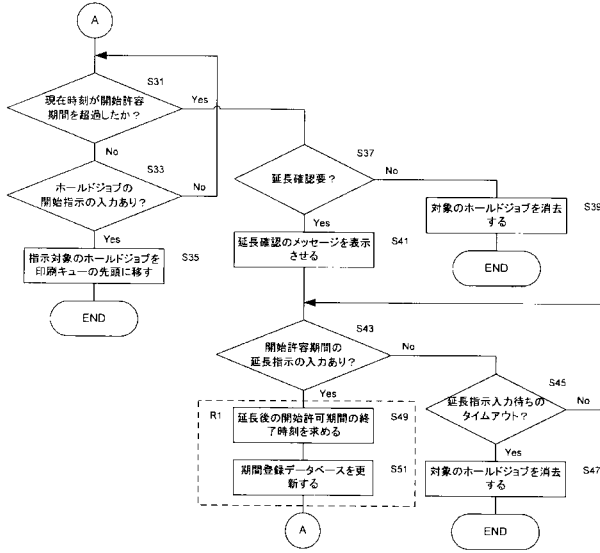 A
S31
現在時刻が開始許容
期間を超過したか？
Yes
No
S33
ホールドジョブの
開始指示の入力あり？
No
Yes
S35
指示対象のホールドジョブを
印刷キューの先頭に移す
END
S37
延長確認要？
No
Yes
S39
対象のホールドジョブを消去
する
END
S41
延長確認のメッセージを表示
させる
S43
開始許容期間の
延長指示の入力あり？
No
Yes
S45
延長指示入力待ちの
タイムアウト？
No
Yes
S47
対象のホールドジョブを消去
する
END
R1
S49
延長後の開始許可期間の終
了時刻を求める
S51
期間登録データベースを更
新する
A